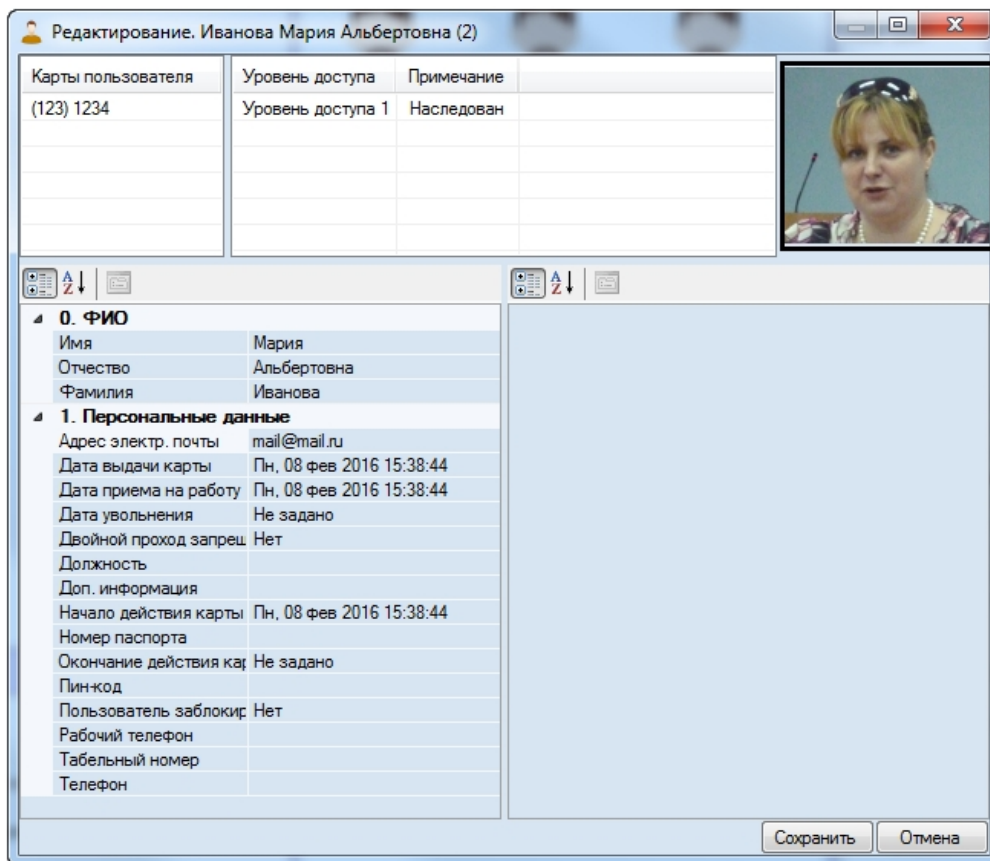 Редактирование. Иванова Мария Альбертовна (2)
Карты пользователя Уровень доступа Примечание
(123) 1234 Уровень доступа 1 Наследован
0. ФИО
Имя Мария
Отчество Альбертовна
Фамилия Иванова
1. Персональные данные
Адрес электр. почты mail@mail.ru
Дата выдачи карты Пн, 08 фев 2016 15:38:44
Дата приема на работу Пн, 08 фев 2016 15:38:44
Дата увольнения Не задано
Двойной проход запрещ Нет
Должность
Доп. информация
Начало действия карты Пн, 08 фев 2016 15:38:44
Номер паспорта
Окончание действия кар Не задано
Пин-код
Пользователь заблокир Нет
Рабочий телефон
Табельный номер
Телефон
Сохранить Отмена